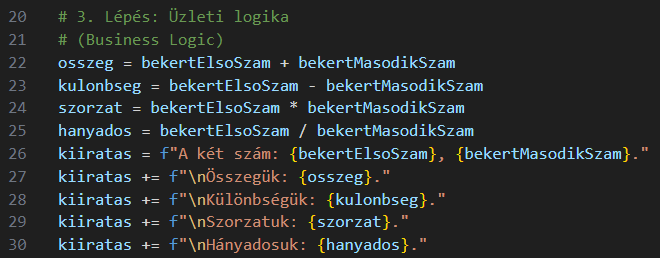 20 # 3. Lépés: Üzleti logika
21 # (Business Logic)
22 osszeg = bekertElsoSzam + bekertMasodikSzam
23 kulonbseg = bekertElsoSzam - bekertMasodikSzam
24 szorzat = bekertElsoSzam * bekertMasodikSzam
25 hanyados = bekertElsoSzam / bekertMasodikSzam
26 kiiratas = f"A két szám: {bekertElsoSzam}, {bekertMasodikSzam}."
27 kiiratas += f"\nÖsszegük: {osszeg}."
28 kiiratas += f"\nKülönbségük: {kulonbseg}."
29 kiiratas += f"\nSzorzatuk: {szorzat}."
30 kiiratas += f"\nHányadosuk: {hanyados}."